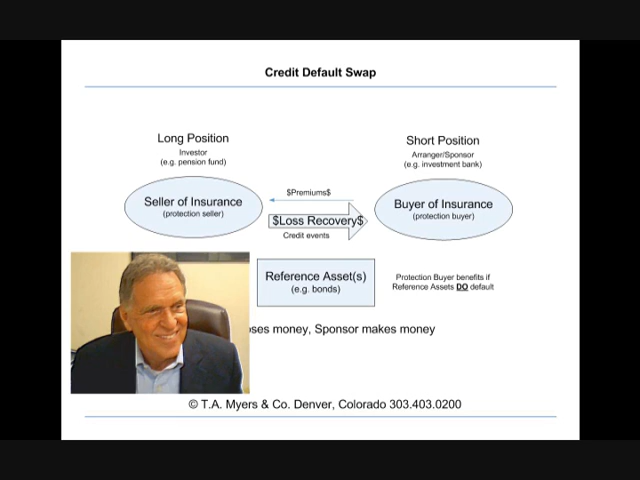 Credit Default Swap
Long Position
Investor
(e.g. pension fund)
Short Position
Arranger/Sponsor
(e.g. investment bank)
Seller of Insurance
(protection seller)
$Premiums$
$Loss Recovery$
Credit events
Buyer of Insurance
(protection buyer)
Reference Asset(s)
(e.g. bonds)
Protection Buyer benefits if
Reference Assets DO default
money, Sponsor makes money
© T.A. Myers & Co. Denver, Colorado 303.403.0200